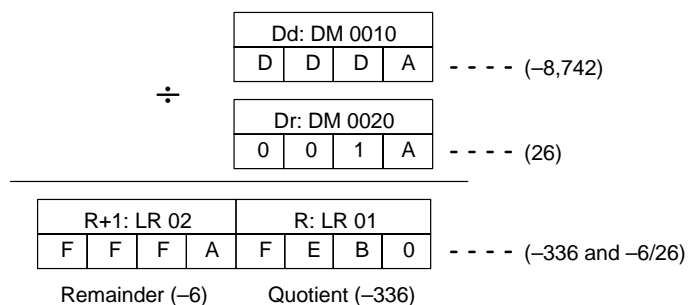 Dd: DM 0010
D D D A - - - - (–8,742)
÷
Dr: DM 0020
0 0 1 A - - - - (26)
R+1: LR 02 R: LR 01
F F F A F E B 0 - - - - (–336 and –6/26)
Remainder (–6) Quotient (–336)